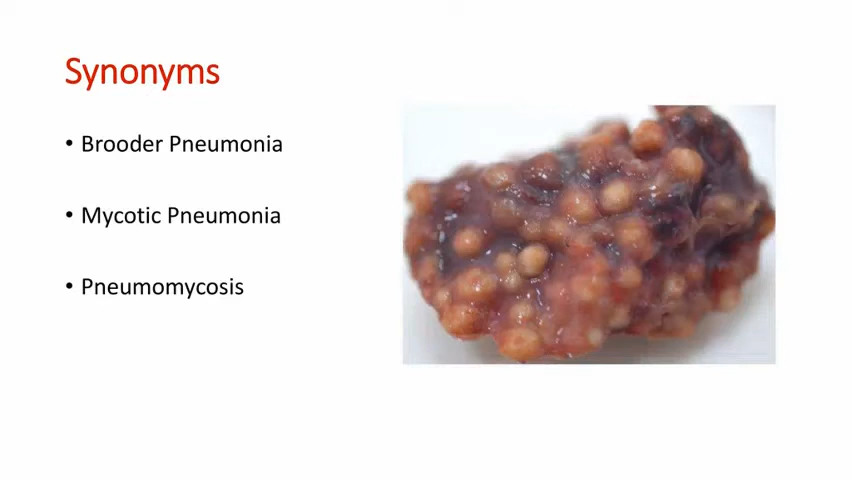 Synonyms
• Brooder Pneumonia
• Mycotic Pneumonia
• Pneumomycosis